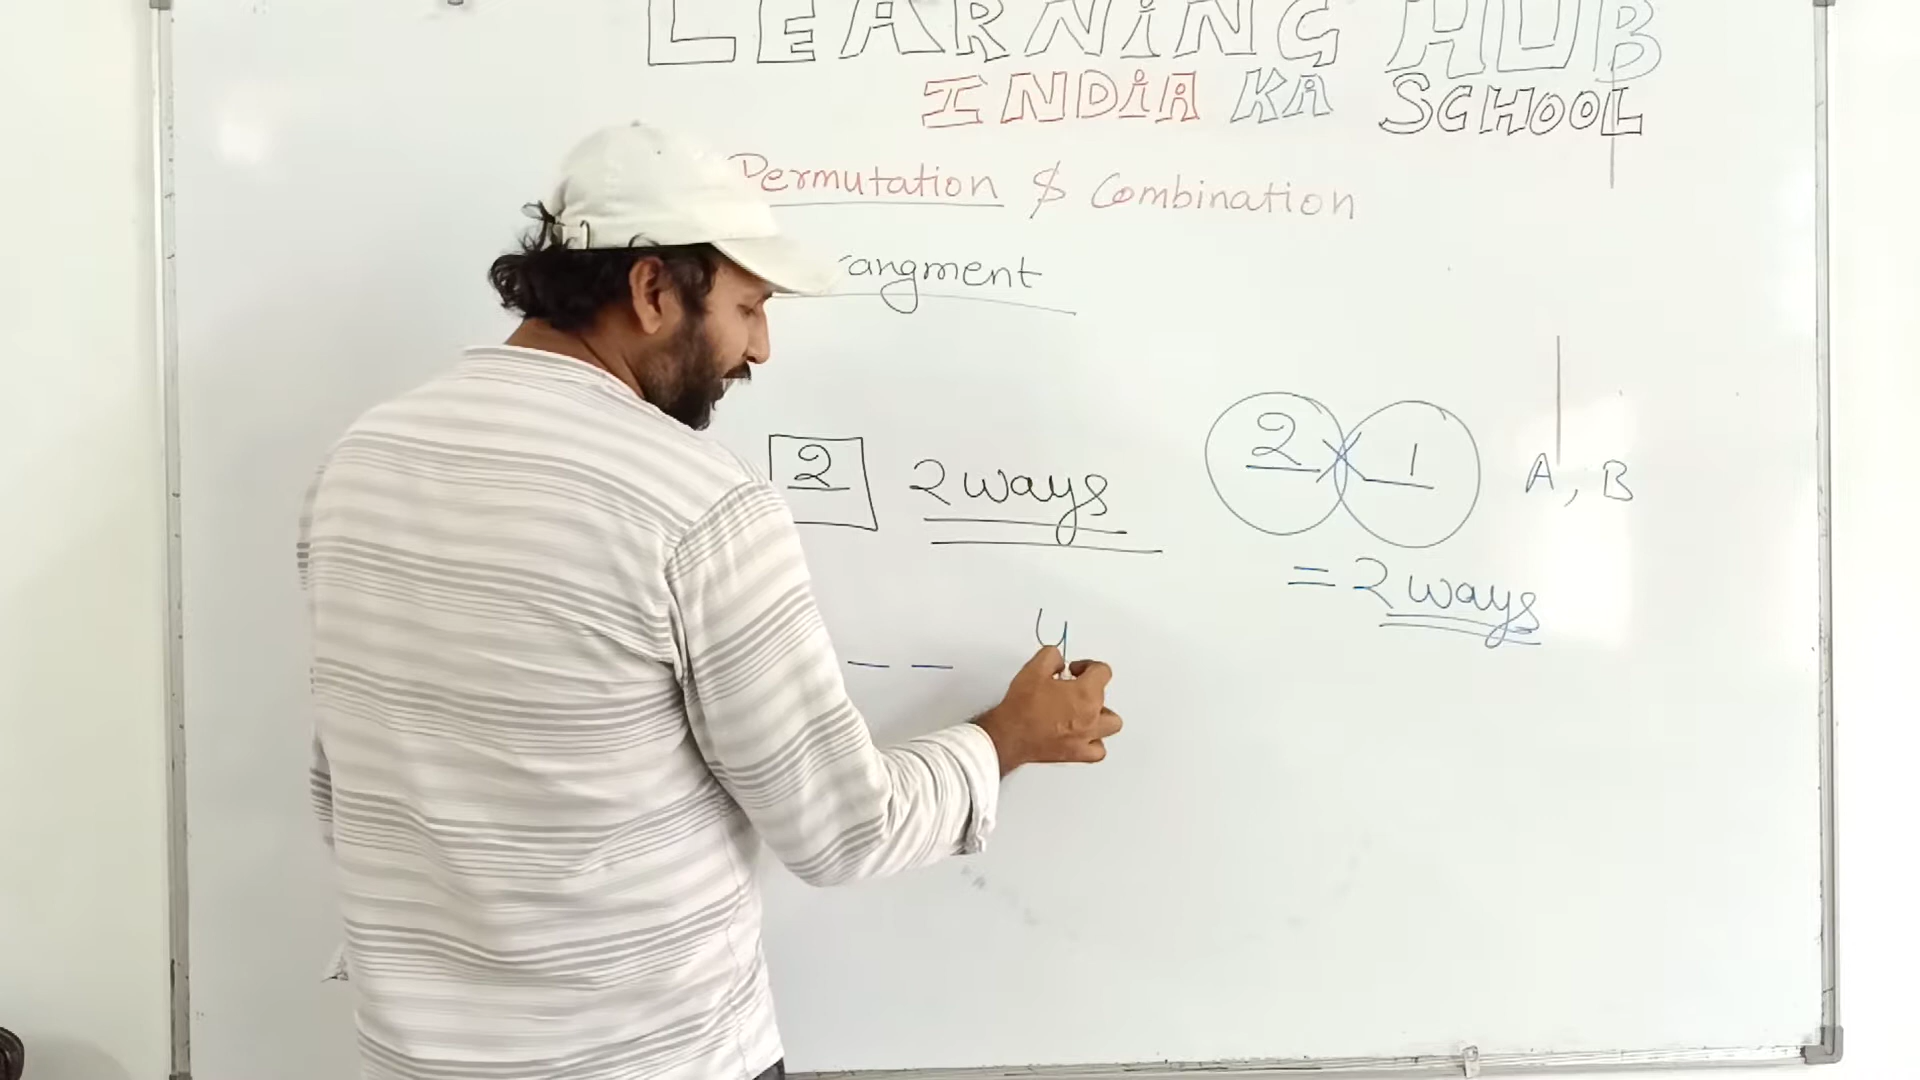 LEARNING HUB
INDIA KA SCHOOL
Permutation & Combination
rangment
2 2 ways
2 × 1 A, B
= 2 ways
_ _ 4